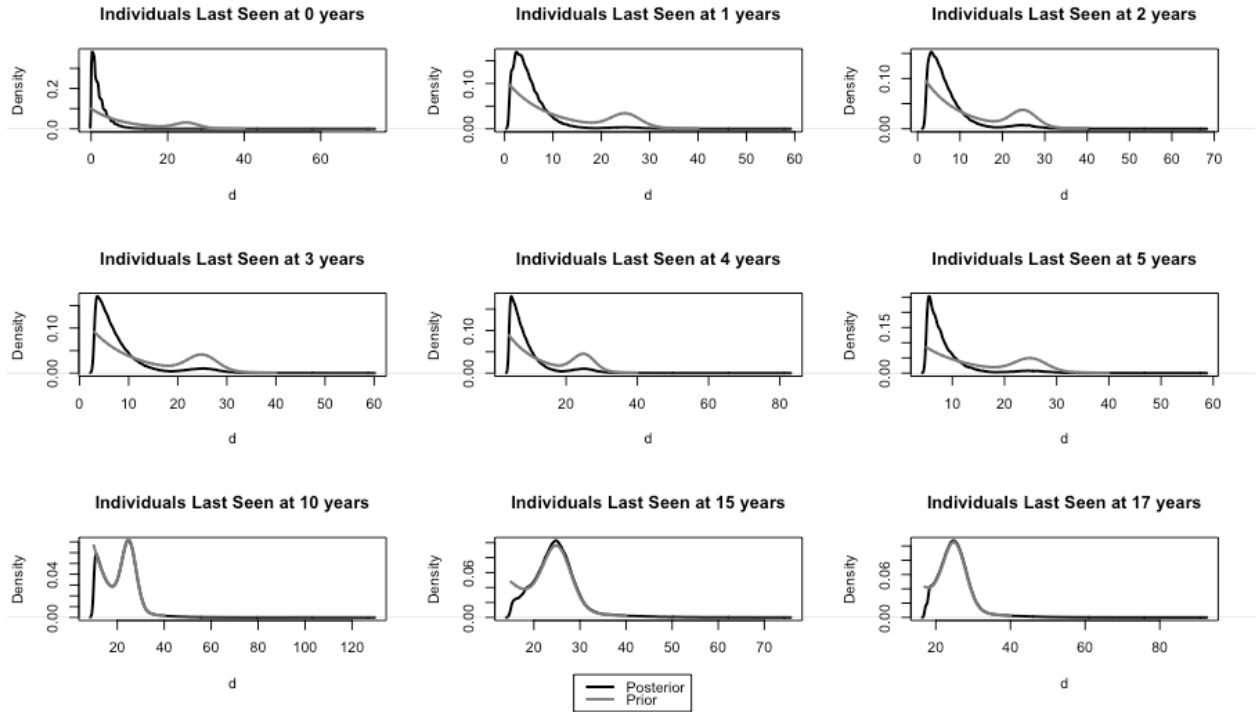 Individuals Last Seen at 0 years
Individuals Last Seen at 1 years
Individuals Last Seen at 2 years
Density
0.0 0.2
0 20 40 60
d
Density
0.00 0.10
0 10 20 30 40 50 60
d
Density
0.00 0.10
0 10 20 30 40 50 60 70
d
Individuals Last Seen at 3 years
Individuals Last Seen at 4 years
Individuals Last Seen at 5 years
Density
0.00 0.10
0 10 20 30 40 50 60
d
Density
0.00 0.10
20 40 60 80
d
Density
0.00 0.15
10 20 30 40 50 60
d
Individuals Last Seen at 10 years
Individuals Last Seen at 15 years
Individuals Last Seen at 17 years
Density
0.00 0.04
20 40 60 80 100 120
d
Density
0.00 0.06
20 30 40 50 60 70
d
Density
0.00 0.06
20 40 60 80
d
Posterior
Prior